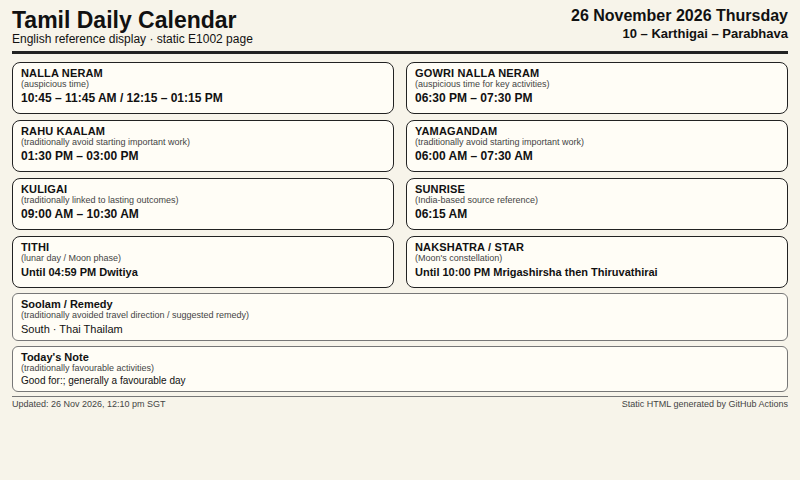 Tamil Daily Calendar
English reference display · static E1002 page
26 November 2026 Thursday
10 – Karthigai – Parabhava
NALLA NERAM
(auspicious time)
10:45 – 11:45 AM / 12:15 – 01:15 PM
GOWRI NALLA NERAM
(auspicious time for key activities)
06:30 PM – 07:30 PM
RAHU KAALAM
(traditionally avoid starting important work)
01:30 PM – 03:00 PM
YAMAGANDAM
(traditionally avoid starting important work)
06:00 AM – 07:30 AM
KULIGAI
(traditionally linked to lasting outcomes)
09:00 AM – 10:30 AM
SUNRISE
(India-based source reference)
06:15 AM
TITHI
(lunar day / Moon phase)
Until 04:59 PM Dwitiya
NAKSHATRA / STAR
(Moon's constellation)
Until 10:00 PM Mrigashirsha then Thiruvathirai
Soolam / Remedy
(traditionally avoided travel direction / suggested remedy)
South · Thai Thailam
Today's Note
(traditionally favourable activities)
Good for:; generally a favourable day
Updated: 26 Nov 2026, 12:10 pm SGT
Static HTML generated by GitHub Actions